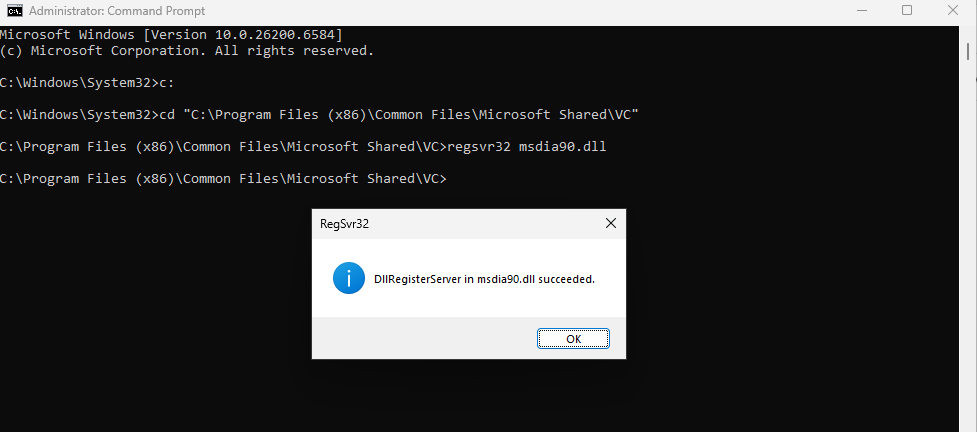 Administrator: Command Prompt
Microsoft Windows [Version 10.0.26200.6584]
(c) Microsoft Corporation. All rights reserved.
C:\Windows\System32>c:
C:\Windows\System32>cd "C:\Program Files (x86)\Common Files\Microsoft Shared\VC"
C:\Program Files (x86)\Common Files\Microsoft Shared\VC>regsvr32 msdia90.dll
C:\Program Files (x86)\Common Files\Microsoft Shared\VC>
RegSvr32
DllRegisterServer in msdia90.dll succeeded.
OK